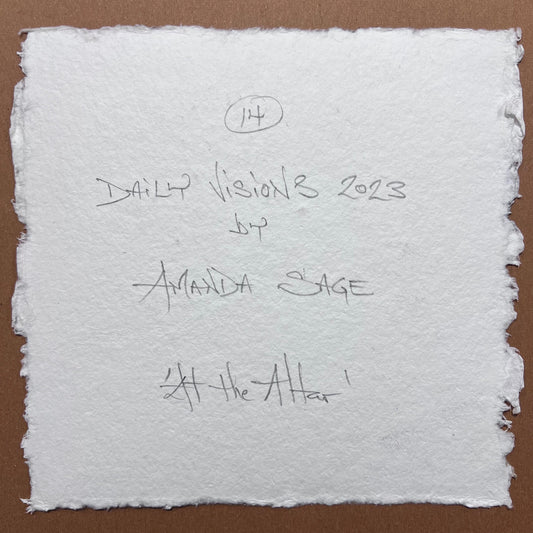 14
DAILY VISIONS 2023
by
AMANDA SAGE
'At the Altar'